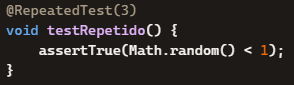 @RepeatedTest(3)
void testRepetido() {
    assertTrue(Math.random() < 1);
}